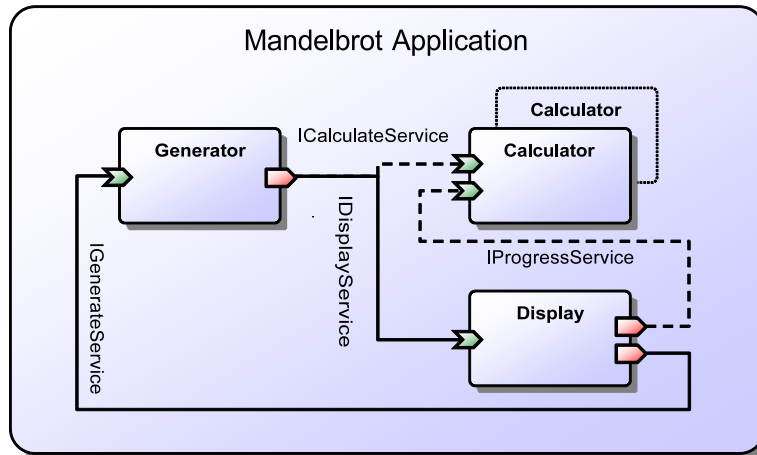 Mandelbrot Application
Calculator
ICalculateService
Generator
Calculator
IDisplayService
IGenerateService
IProgressService
Display